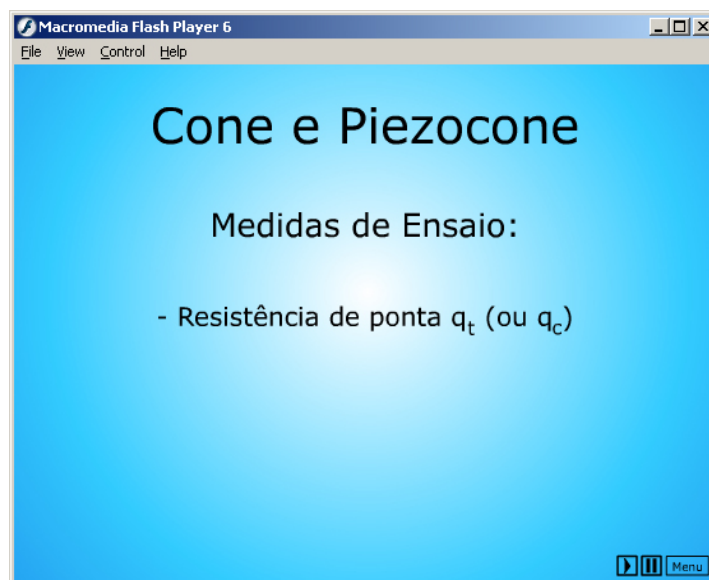 Macromedia Flash Player 6
File View Control Help
Cone e Piezocone
Medidas de Ensaio:
- Resistência de ponta qt (ou qc)
Menu